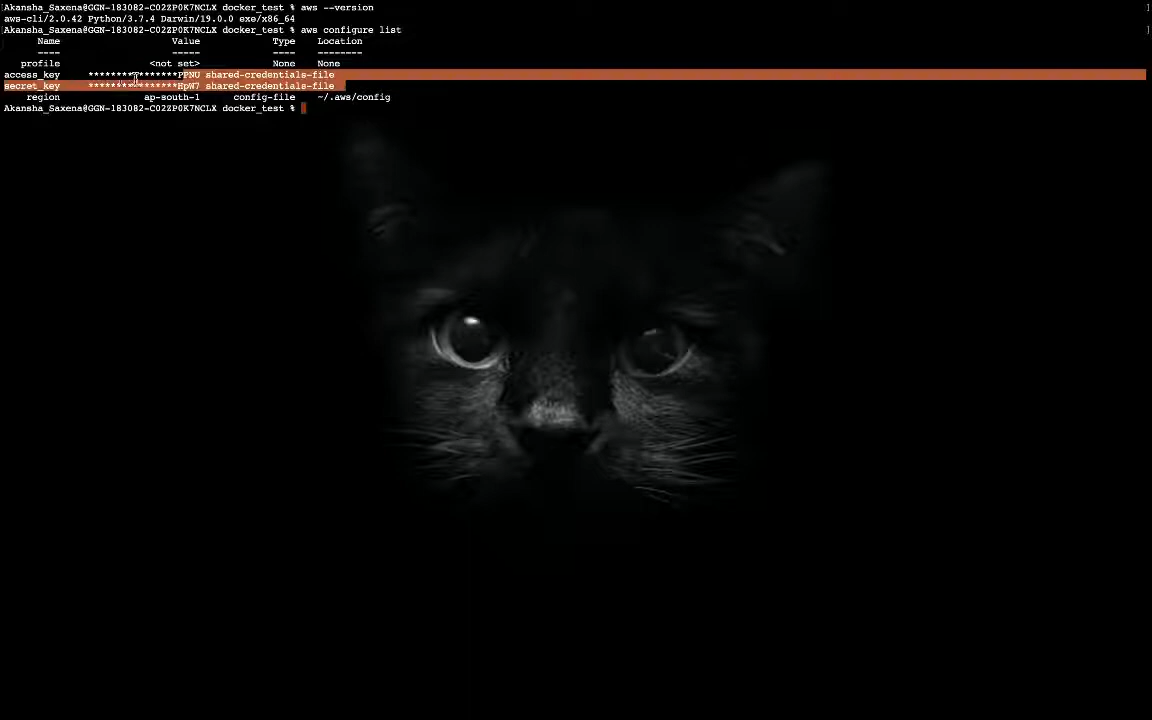 Akansha_Saxena@GGN-183082-C02ZP0K7NCLX docker_test % aws --version
aws-cli/2.0.42 Python/3.7.4 Darwin/19.0.0 exe/x86_64
Akansha_Saxena@GGN-183082-C02ZP0K7NCLX docker_test % aws configure list
Name Value Type Location
---- ----- ---- --------
profile <not set> None None
access_key ****************PPNU shared-credentials-file
secret_key ****************HpW7 shared-credentials-file
region ap-south-1 config-file ~/.aws/config
Akansha_Saxena@GGN-183082-C02ZP0K7NCLX docker_test %